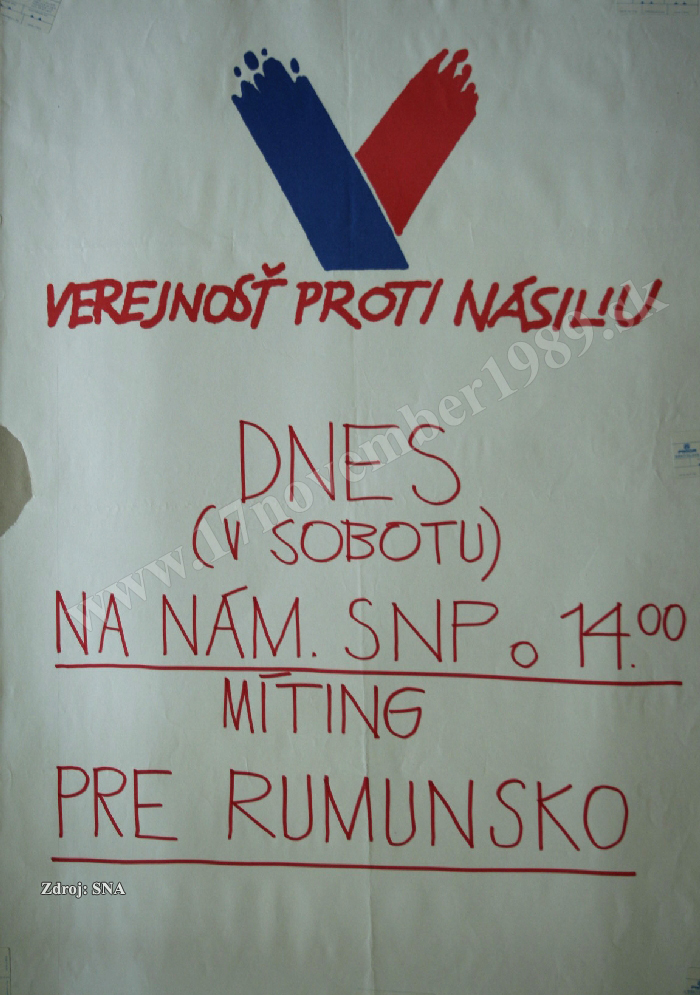 VEREJNOSŤ PROTI NÁSILIU
www.17november1989.sk
DNES
(V SOBOTU)
NA NÁM. SNP o 14.00
MÍTING
PRE RUMUNSKO
Zdroj: SNA